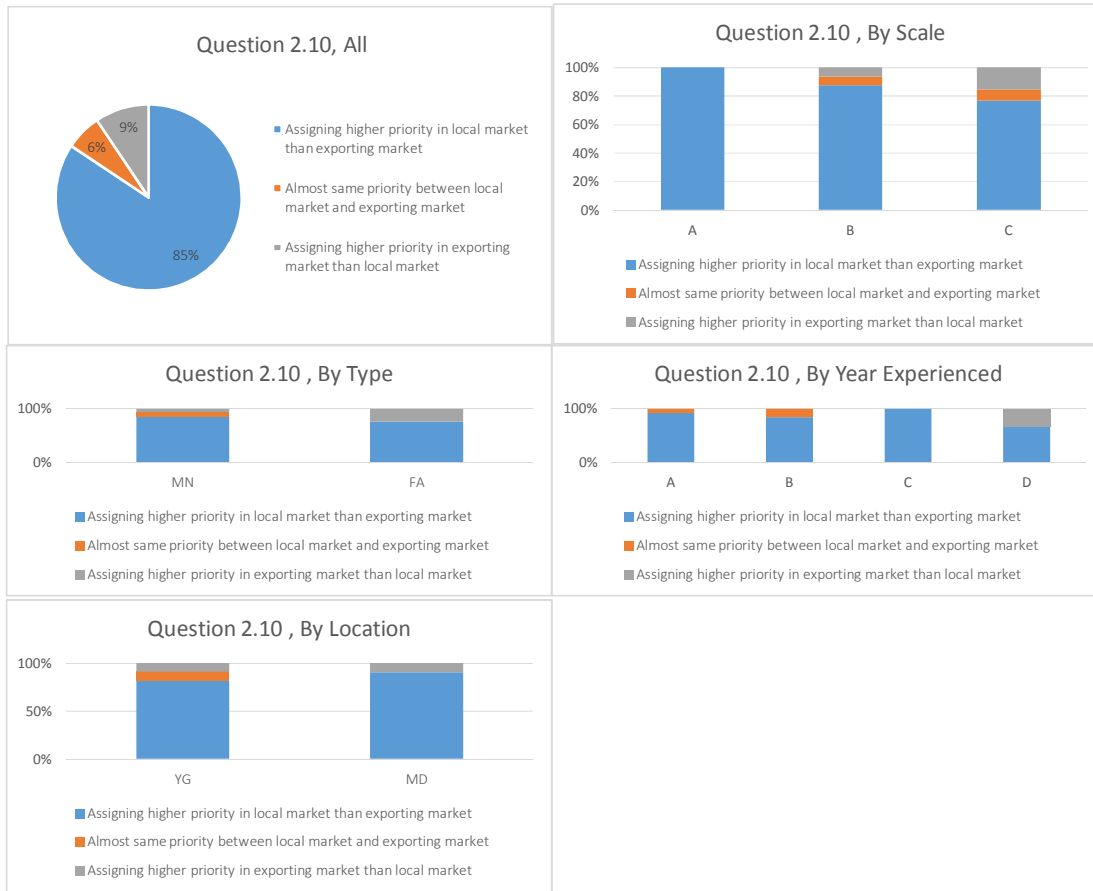 Question 2.10, All
9%
6%
85%
Assigning higher priority in local market
than exporting market
Almost same priority between local
market and exporting market
Assigning higher priority in exporting
market than local market
Question 2.10 , By Scale
100%
80%
60%
40%
20%
0%
A B C
Assigning higher priority in local market than exporting market
Almost same priority between local market and exporting market
Assigning higher priority in exporting market than local market
Question 2.10 , By Type
100%
0%
MN FA
Assigning higher priority in local market than exporting market
Almost same priority between local market and exporting market
Assigning higher priority in exporting market than local market
Question 2.10 , By Year Experienced
100%
0%
A B C D
Assigning higher priority in local market than exporting market
Almost same priority between local market and exporting market
Assigning higher priority in exporting market than local market
Question 2.10 , By Location
100%
50%
0%
YG MD
Assigning higher priority in local market than exporting market
Almost same priority between local market and exporting market
Assigning higher priority in exporting market than local market